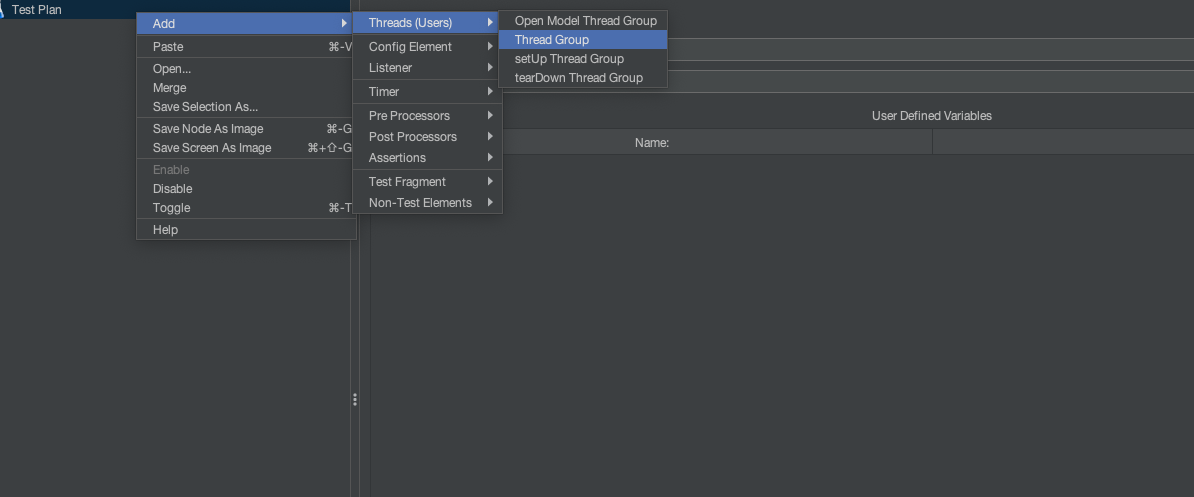 Test Plan
Add
Paste ⌘-V
Open...
Merge
Save Selection As...
Save Node As Image ⌘-G
Save Screen As Image ⌘+⇧-G
Enable
Disable
Toggle ⌘-T
Help
Threads (Users)
Config Element
Listener
Timer
Pre Processors
Post Processors
Assertions
Test Fragment
Non-Test Elements
Open Model Thread Group
Thread Group
setUp Thread Group
tearDown Thread Group
User Defined Variables
Name: